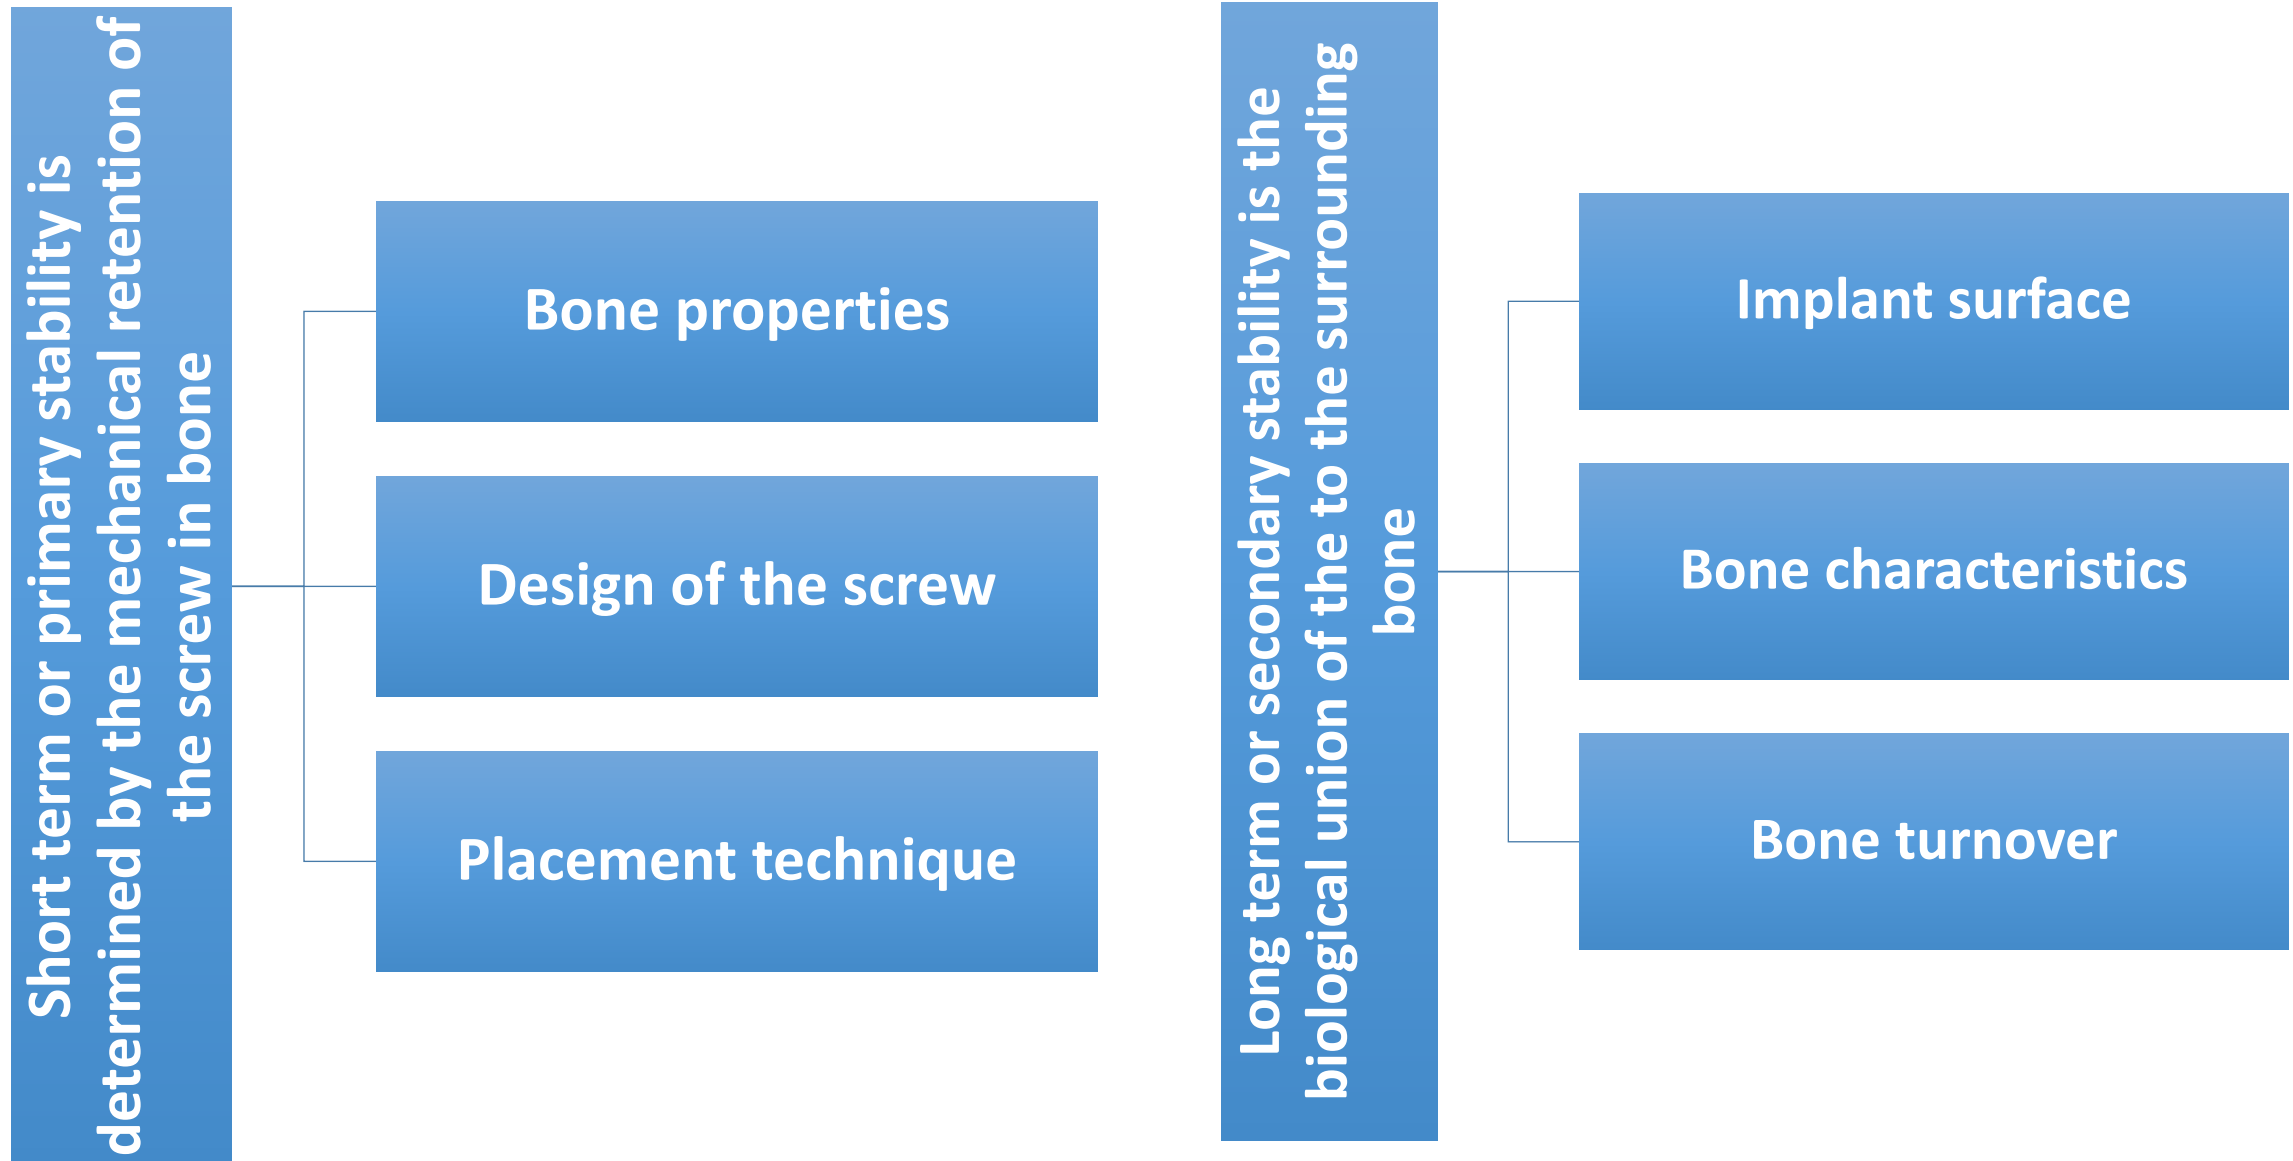 Short term or primary stability is
determined by the mechanical retention of
the screw in bone
Bone properties
Design of the screw
Placement technique
Long term or secondary stability is the
biological union of the to the surrounding
bone
Implant surface
Bone characteristics
Bone turnover